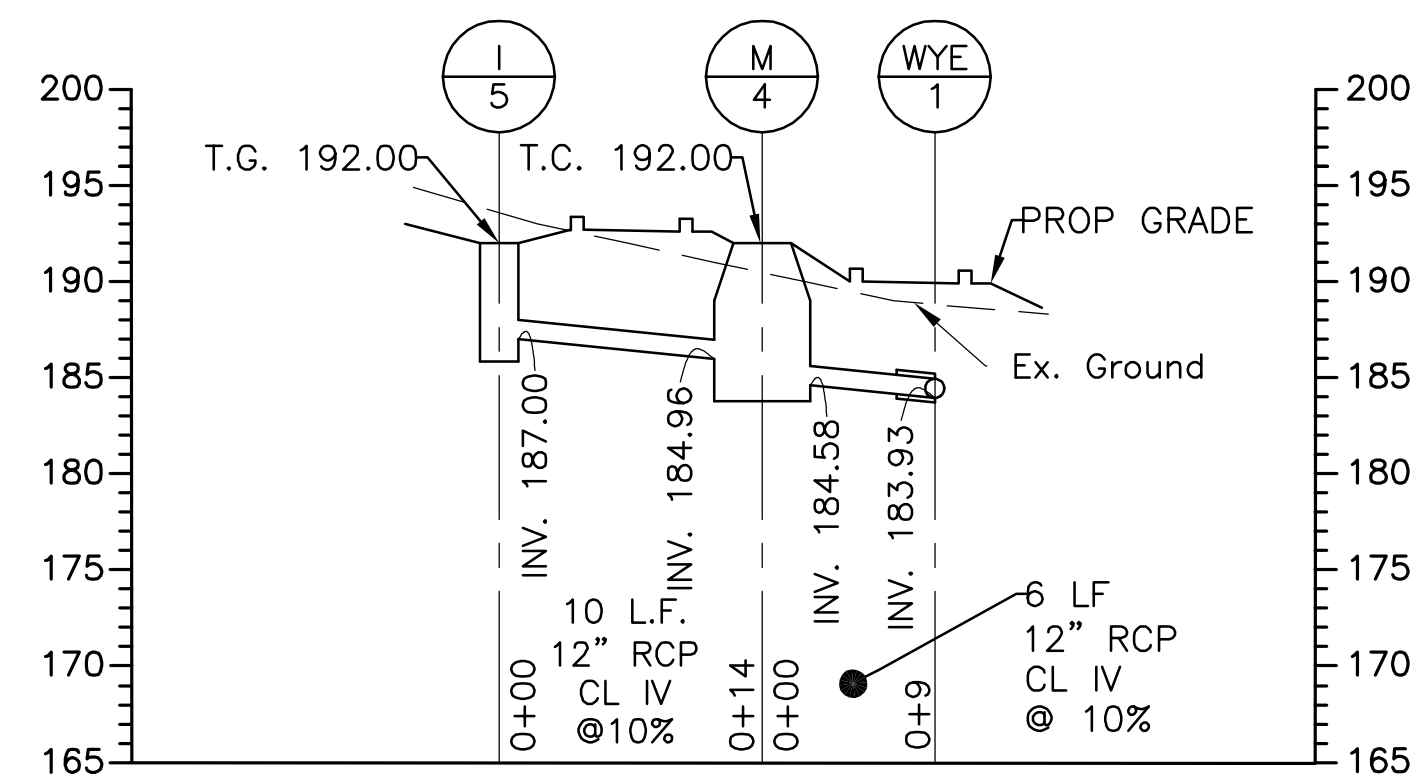 I
5
M
4
WYE
1
200
195
190
185
180
175
170
165
200
195
190
185
180
175
170
165
T.G. 192.00
T.C. 192.00
PROP GRADE
Ex. Ground
INV. 187.00
INV. 184.96
INV. 184.58
INV. 183.93
10 L.F.
12” RCP
CL IV
@10%
6 LF
12” RCP
CL IV
@ 10%
0+00
0+14
0+00
0+9